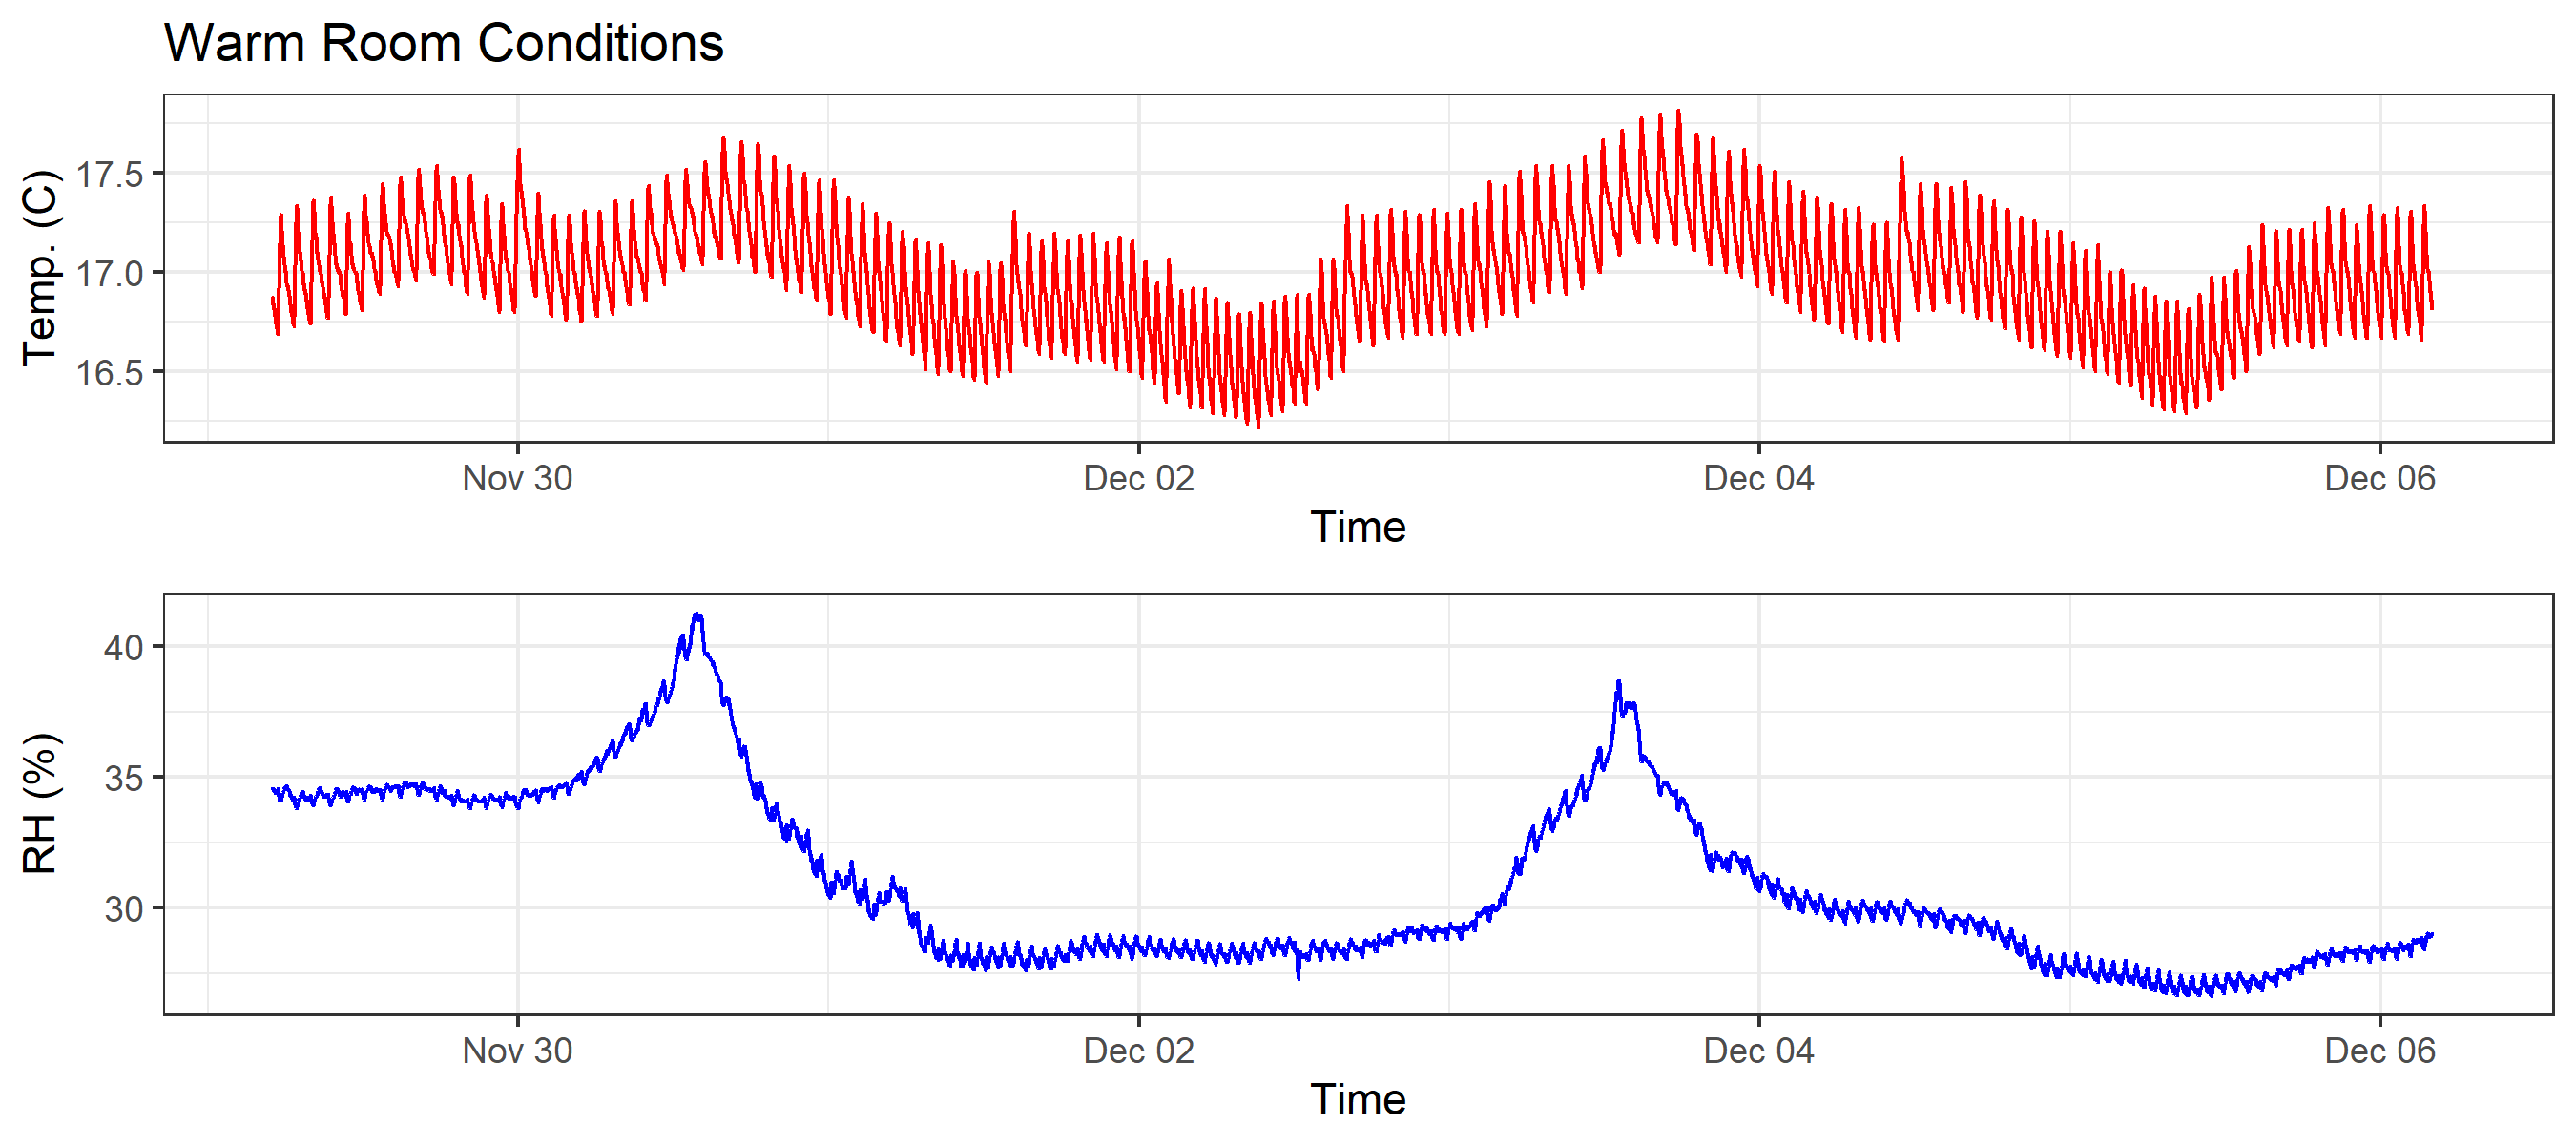 Warm Room Conditions
Temp. (C)
17.5
17.0
16.5
Nov 30 Dec 02 Dec 04 Dec 06
Time
RH (%)
40
35
30
Nov 30 Dec 02 Dec 04 Dec 06
Time